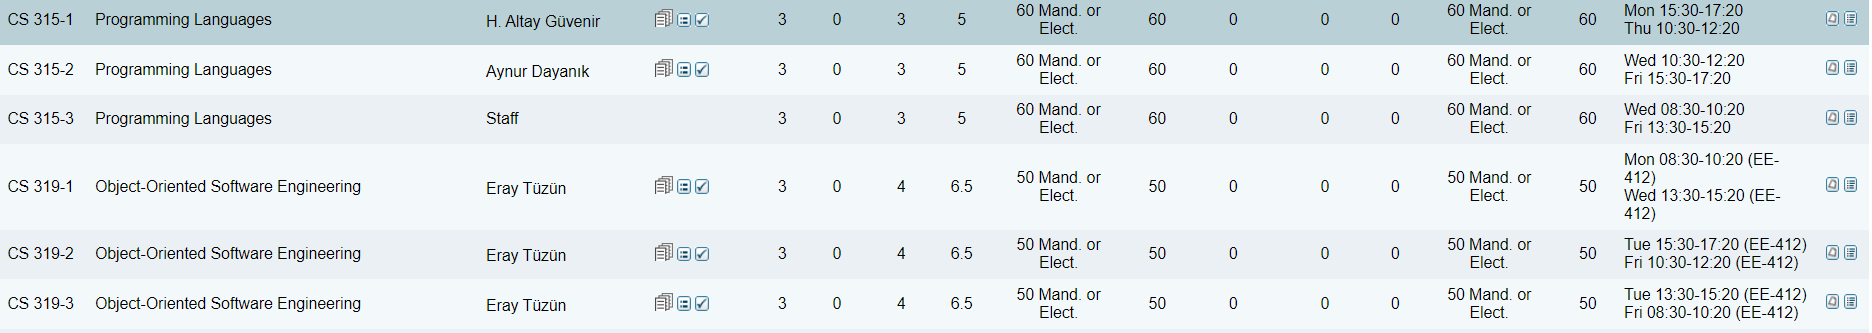 CS 315-1 Programming Languages H. Altay Güvenir 3 0 3 5 60 Mand. or Elect. 60 0 0 0 60 Mand. or Elect. 60 Mon 15:30-17:20
Thu 10:30-12:20
CS 315-2 Programming Languages Aynur Dayanık 3 0 3 5 60 Mand. or Elect. 60 0 0 0 60 Mand. or Elect. 60 Wed 10:30-12:20
Fri 15:30-17:20
CS 315-3 Programming Languages Staff 3 0 3 5 60 Mand. or Elect. 60 0 0 0 60 Mand. or Elect. 60 Wed 08:30-10:20
Fri 13:30-15:20
CS 319-1 Object-Oriented Software Engineering Eray Tüzün 3 0 4 6.5 50 Mand. or Elect. 50 0 0 0 50 Mand. or Elect. 50 Mon 08:30-10:20 (EE-
412)
Wed 13:30-15:20 (EE-
412)
CS 319-2 Object-Oriented Software Engineering Eray Tüzün 3 0 4 6.5 50 Mand. or Elect. 50 0 0 0 50 Mand. or Elect. 50 Tue 15:30-17:20 (EE-412)
Fri 10:30-12:20 (EE-412)
CS 319-3 Object-Oriented Software Engineering Eray Tüzün 3 0 4 6.5 50 Mand. or Elect. 50 0 0 0 50 Mand. or Elect. 50 Tue 13:30-15:20 (EE-412)
Fri 08:30-10:20 (EE-412)